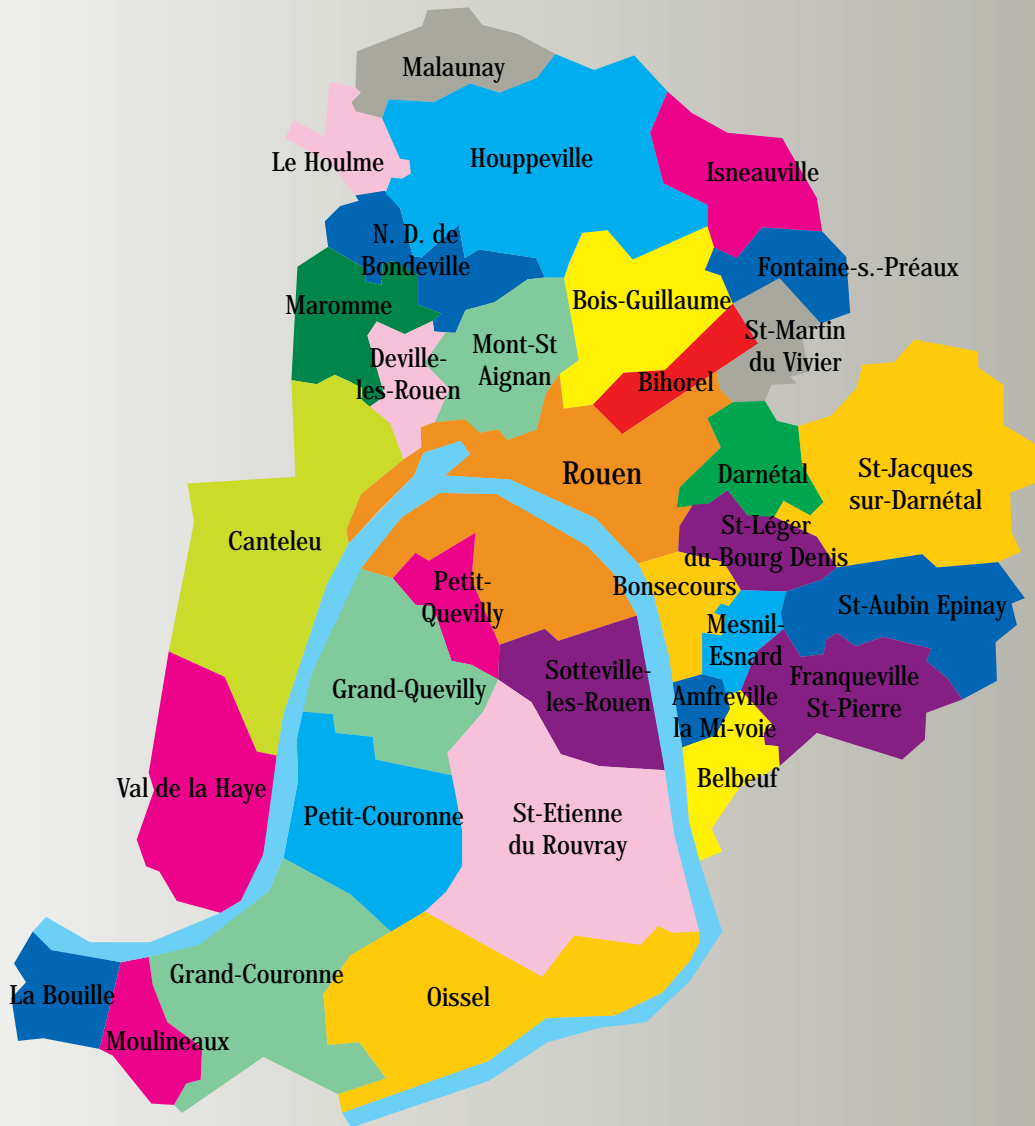 Malaunay
Le Houlme
Houppeville
Isneauville
N. D. de
Bondeville
Fontaine-s.-Préaux
Maromme
Bois-Guillaume
St-Martin
du Vivier
Deville-
les-Rouen
Mont-St
Aignan
Bihorel
Rouen
Darnétal
St-Jacques
sur-Darnétal
Canteleu
St-Léger
du-Bourg Denis
Petit-
Quevilly
Bonsecours
St-Aubin Epinay
Mesnil-
Esnard
Grand-Quevilly
Sotteville-
les-Rouen
Amfreville
la Mi-voie
Franqueville
St-Pierre
Belbeuf
Val de la Haye
Petit-Couronne
St-Etienne
du Rouvray
Grand-Couronne
Oissel
La Bouille
Moulineaux